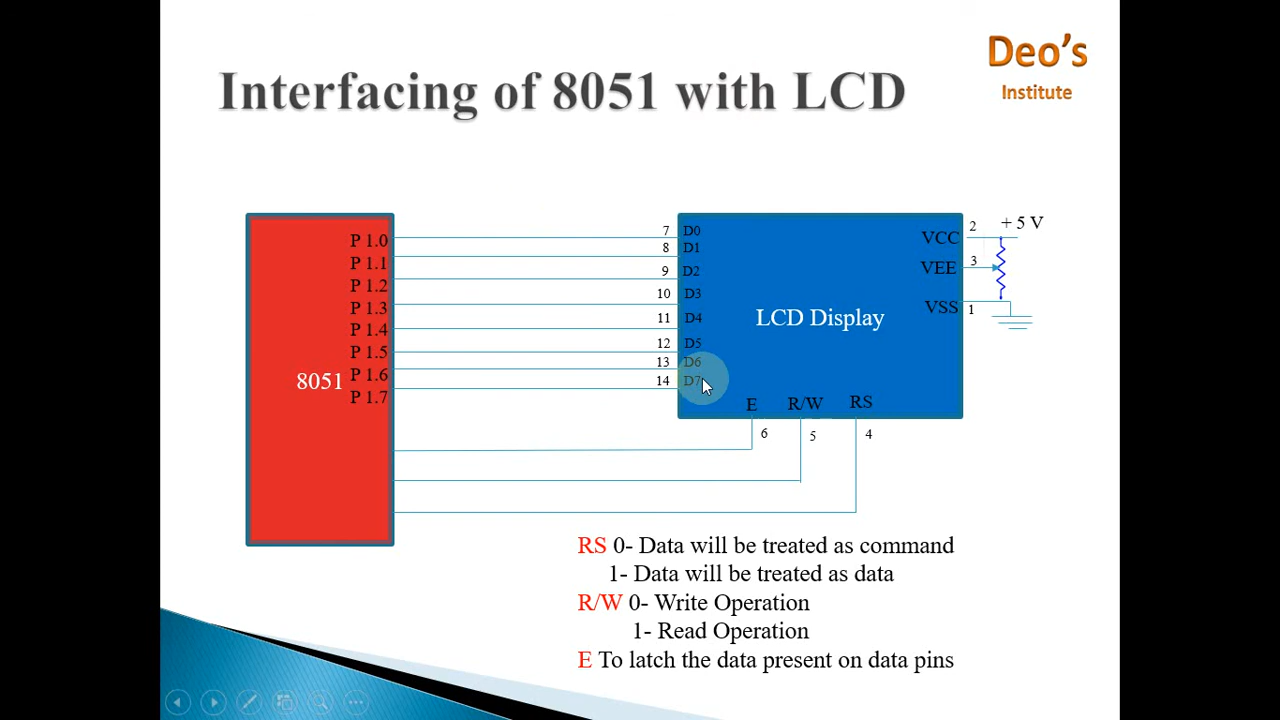 Deo's
Institute
Interfacing of 8051 with LCD
8051
P 1.0
P 1.1
P 1.2
P 1.3
P 1.4
P 1.5
P 1.6
P 1.7
7 D0
8 D1
9 D2
10 D3
11 D4
12 D5
13 D6
14 D7
LCD Display
VCC 2 + 5 V
VEE 3
VSS 1
E R/W RS
6 5 4
RS 0- Data will be treated as command
1- Data will be treated as data
R/W 0- Write Operation
1- Read Operation
E To latch the data present on data pins